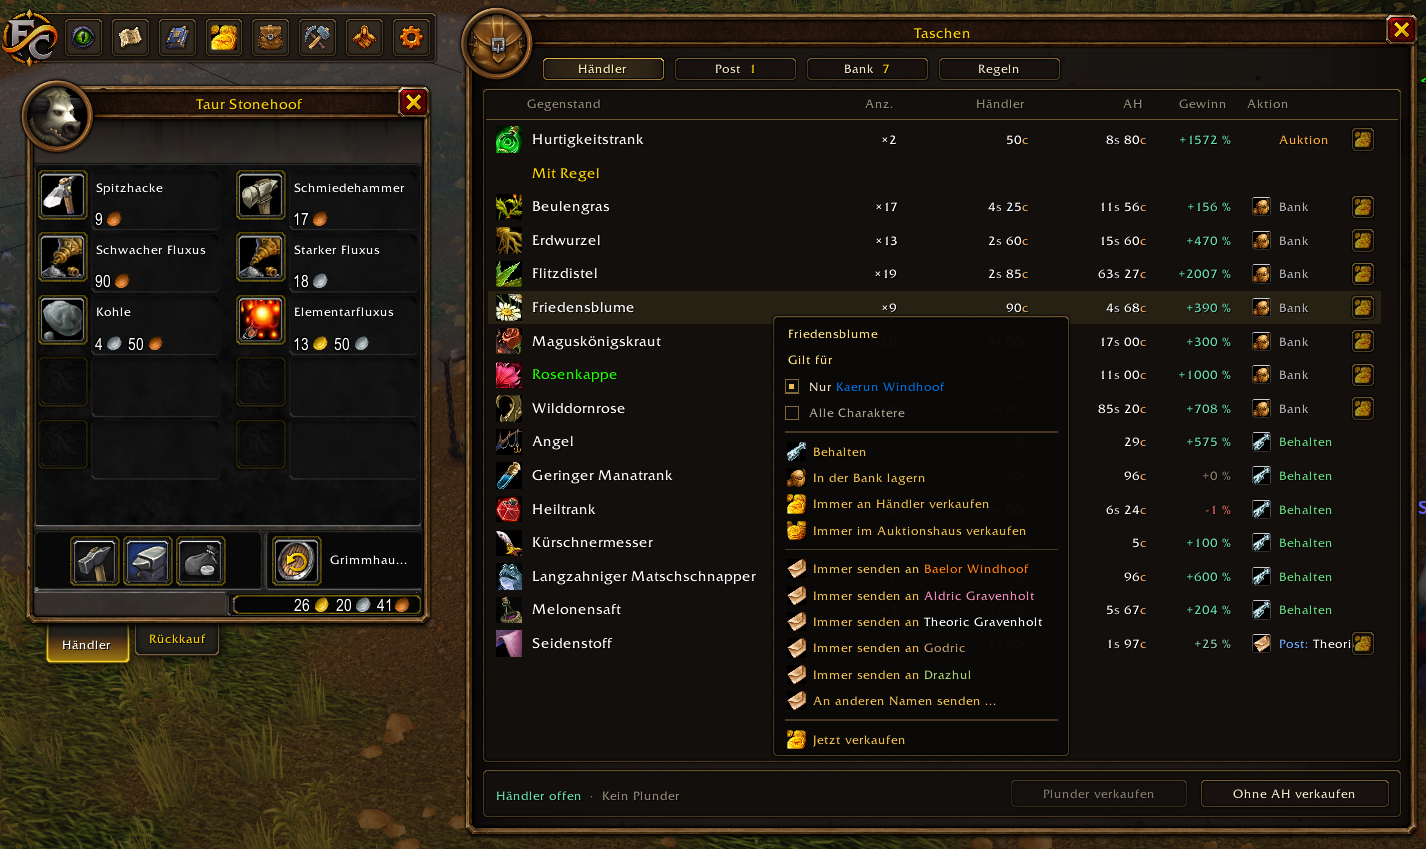 FC
Taur Stonehoof
Spitzhacke
9
Schmiedehammer
17
Schwacher Fluxus
90
Starker Fluxus
18
Kohle
4 50
Elementarfluxus
13 50
Grimmhau...
26 20 41
Händler
Rückkauf
Taschen
Händler
Post 1
Bank 7
Regeln
Gegenstand Anz. Händler AH Gewinn Aktion
Hurtigkeitstrank ×2 50c 8s 80c +1572 % Auktion
Mit Regel
Beulengras ×17 4s 25c 11s 56c +156 % Bank
Erdwurzel ×13 2s 60c 15s 60c +470 % Bank
Flitzdistel ×19 2s 85c 63s 27c +2007 % Bank
Friedensblume ×9 90c 4s 68c +390 % Bank
Maguskönigskraut 17s 00c +300 % Bank
Rosenkappe 11s 00c +1000 % Bank
Wilddornrose 85s 20c +708 % Bank
Angel 29c +575 % Behalten
Geringer Manatrank 96c +0 % Behalten
Heiltrank 6s 24c -1 % Behalten
Kürschnermesser 5c +100 % Behalten
Langzahniger Matschschnapper 96c +600 % Behalten
Melonensaft 5s 67c +204 % Behalten
Seidenstoff 1s 97c +25 % Post: Theori
Friedensblume
Gilt für
Nur Kaerun Windhoof
Alle Charaktere
Behalten
In der Bank lagern
Immer an Händler verkaufen
Immer im Auktionshaus verkaufen
Immer senden an Baelor Windhoof
Immer senden an Aldric Gravenholt
Immer senden an Theoric Gravenholt
Immer senden an Godric
Immer senden an Drazhul
An anderen Namen senden ...
Jetzt verkaufen
Händler offen · Kein Plunder
Plunder verkaufen
Ohne AH verkaufen